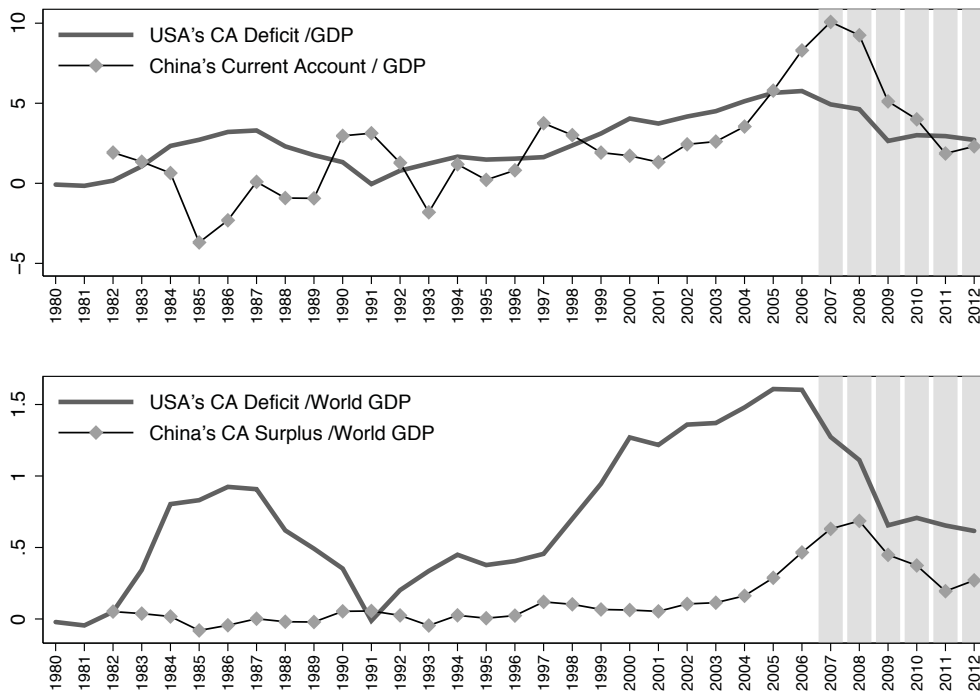 10
5
0
−5
USA's CA Deficit /GDP
China's Current Account / GDP
1980 1981 1982 1983 1984 1985 1986 1987 1988 1989 1990 1991 1992 1993 1994 1995 1996 1997 1998 1999 2000 2001 2002 2003 2004 2005 2006 2007 2008 2009 2010 2011 2012
1.5
1
.5
0
USA's CA Deficit /World GDP
China's CA Surplus /World GDP
1980 1981 1982 1983 1984 1985 1986 1987 1988 1989 1990 1991 1992 1993 1994 1995 1996 1997 1998 1999 2000 2001 2002 2003 2004 2005 2006 2007 2008 2009 2010 2011 2012